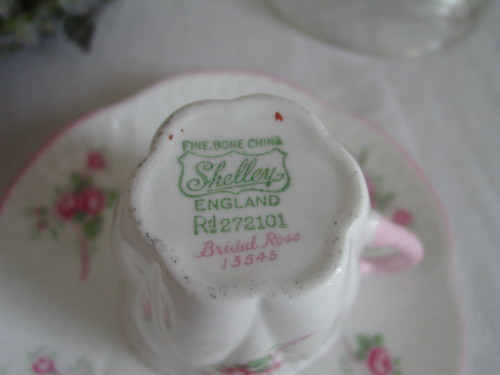 FINE BONE CHINA
Shelley
ENGLAND
Rd 272101
Bridal Rose
13545